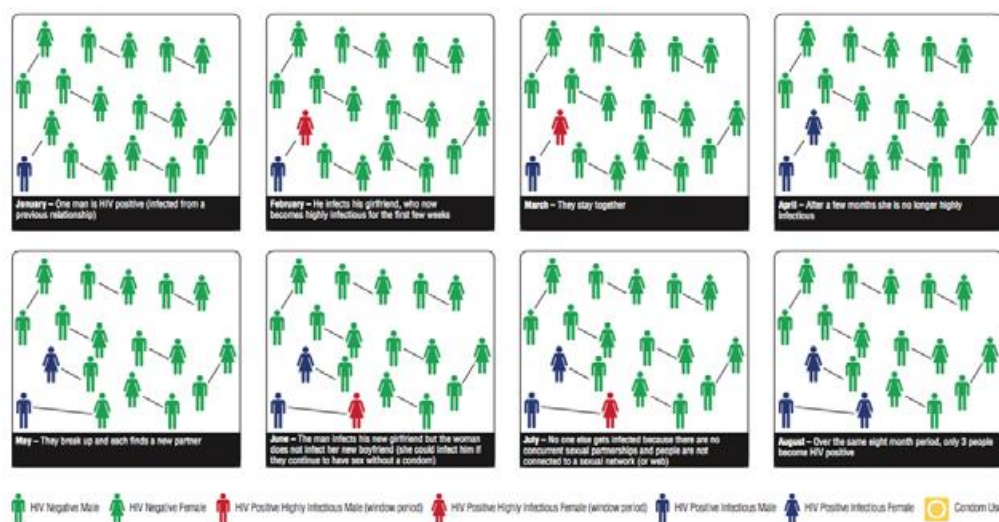 January – One man is HIV positive (infected from a
previous relationship)
February – He infects his girlfriend, who now
becomes highly infectious for the first few weeks
March – They stay together
April – After a few months she is no longer highly
infectious
May – They break up and each finds a new partner
June – The man infects his new girlfriend but the woman
does not infect her new boyfriend (she could infect him if
they continue to have sex without a condom)
July – No one else gets infected because there are no
concurrent sexual partnerships and people are not
connected to a sexual network (or web)
August – Over the same eight month period, only 3 people
become HIV positive
HIV Negative Male HIV Negative Female HIV Positive Highly Infectious Male (window period) HIV Positive Highly Infectious Female (window period) HIV Positive Infectious Male HIV Positive Infectious Female Condom Us